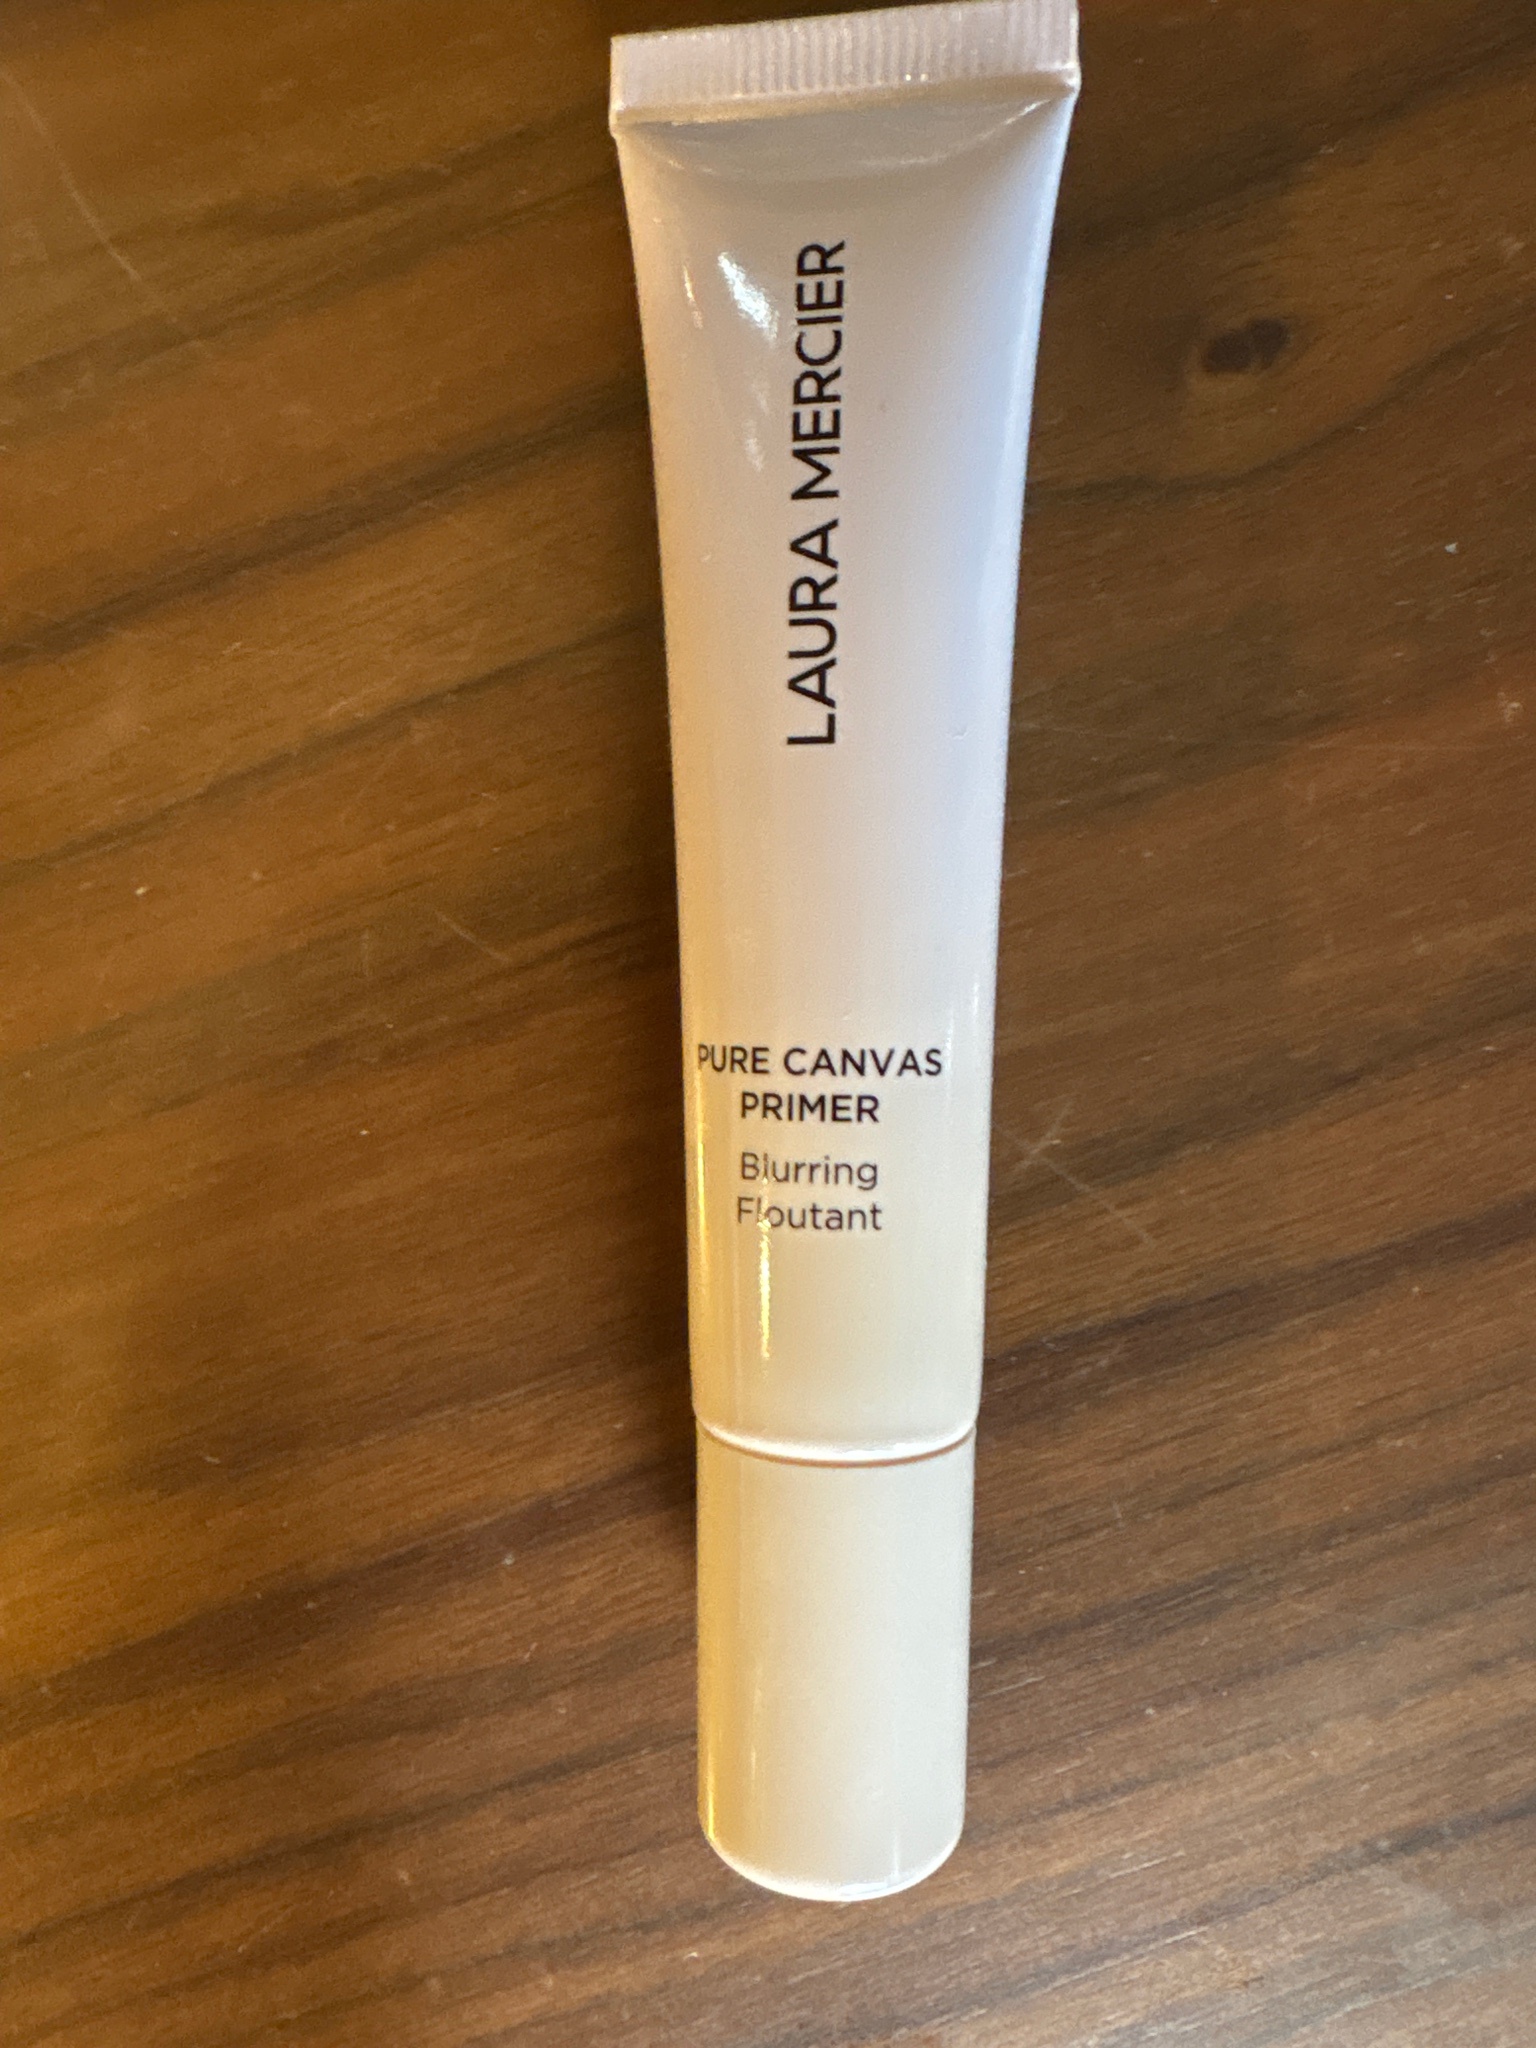 LAURA MERCIER
PURE CANVAS
PRIMER
Blurring
Floutant